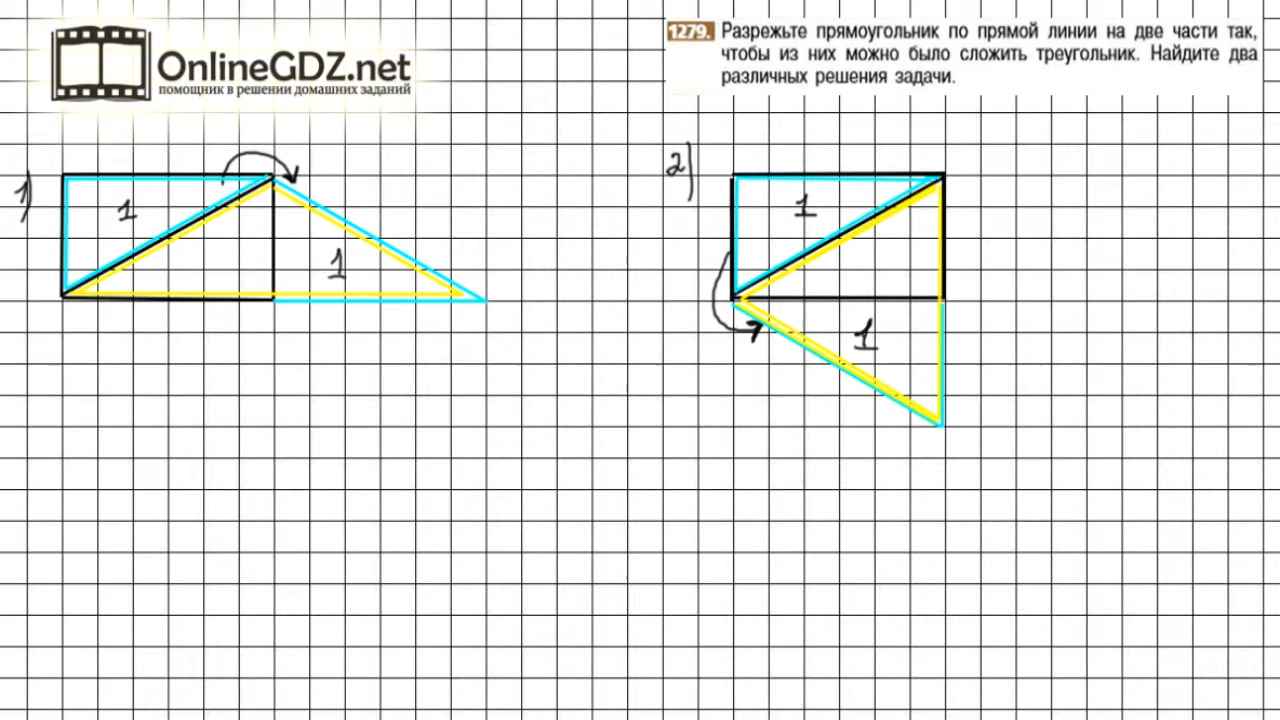 OnlineGDZ.net
помощник в решении домашних заданий
1279. Разрежьте прямоугольник по прямой линии на две части так,
чтобы из них можно было сложить треугольник. Найдите два
различных решения задачи.
1)
1
1
2)
1
1